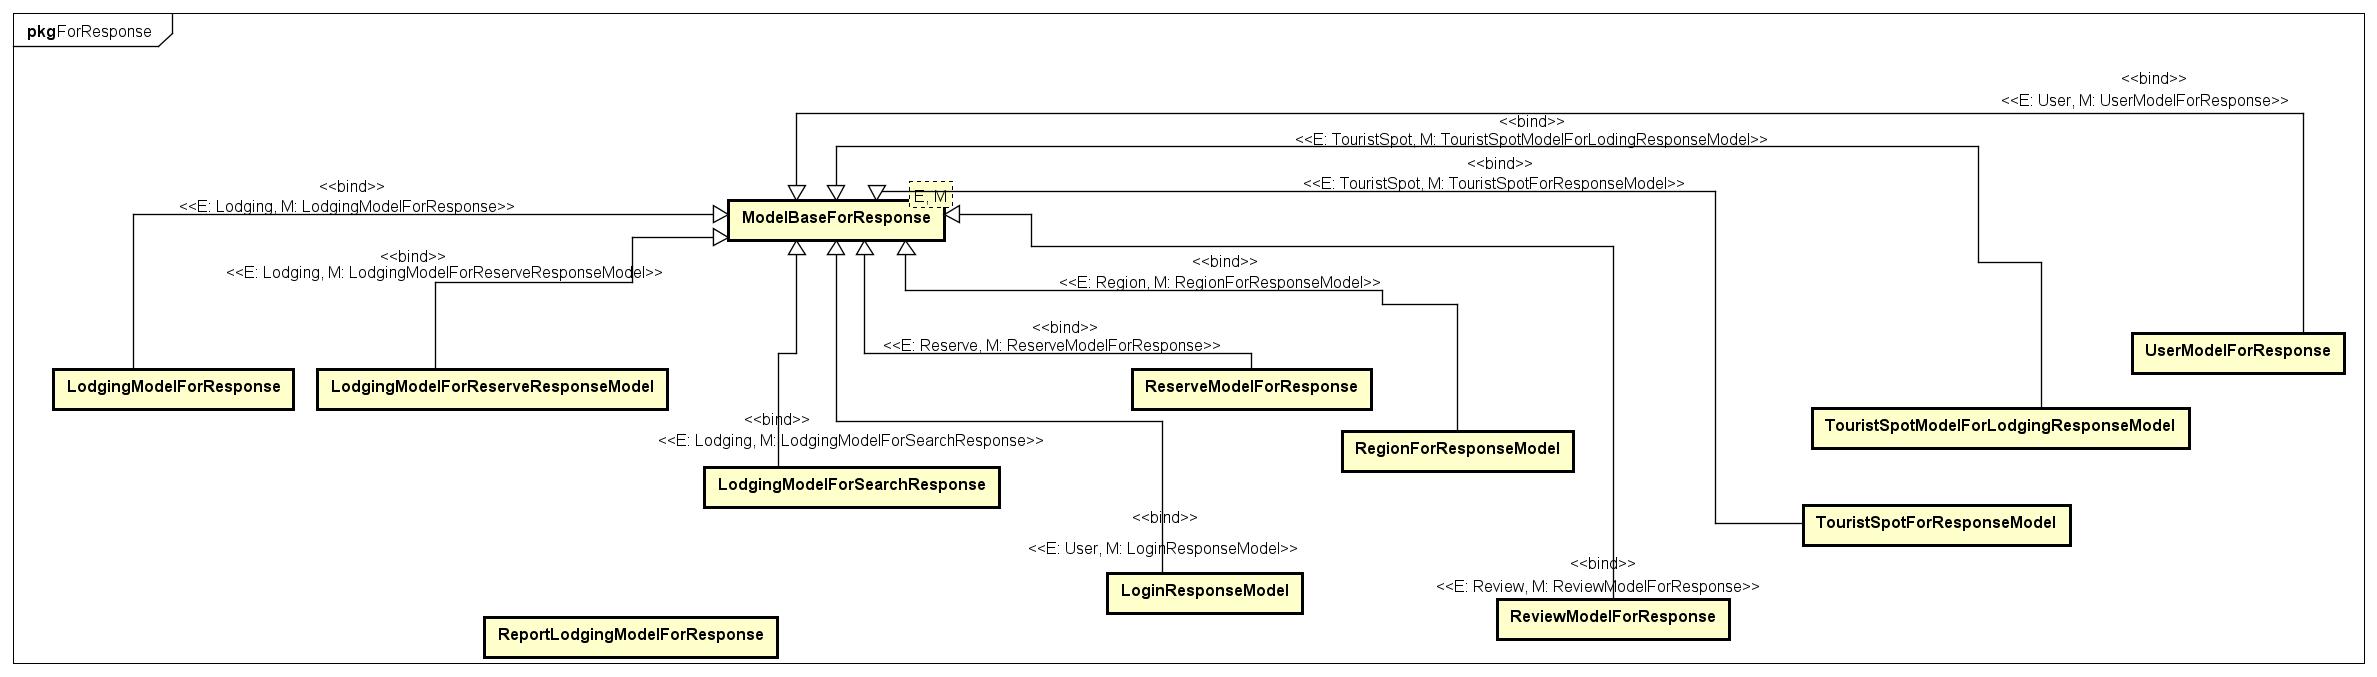 pkgForResponse
<<bind>>
<<E: User, M: UserModelForResponse>>
<<bind>>
<<E: TouristSpot, M: TouristSpotModelForLodingResponseModel>>
<<bind>>
<<E: TouristSpot, M: TouristSpotForResponseModel>>
<<bind>>
<<E: Lodging, M: LodgingModelForResponse>>
E, M
ModelBaseForResponse
<<bind>>
<<E: Lodging, M: LodgingModelForReserveResponseModel>>
<<bind>>
<<E: Region, M: RegionForResponseModel>>
<<bind>>
<<E: Reserve, M: ReserveModelForResponse>>
UserModelForResponse
LodgingModelForResponse
LodgingModelForReserveResponseModel
ReserveModelForResponse
<<bind>>
<<E: Lodging, M: LodgingModelForSearchResponse>>
TouristSpotModelForLodgingResponseModel
RegionForResponseModel
LodgingModelForSearchResponse
<<bind>>
<<E: User, M: LoginResponseModel>>
TouristSpotForResponseModel
<<bind>>
<<E: Review, M: ReviewModelForResponse>>
LoginResponseModel
ReviewModelForResponse
ReportLodgingModelForResponse